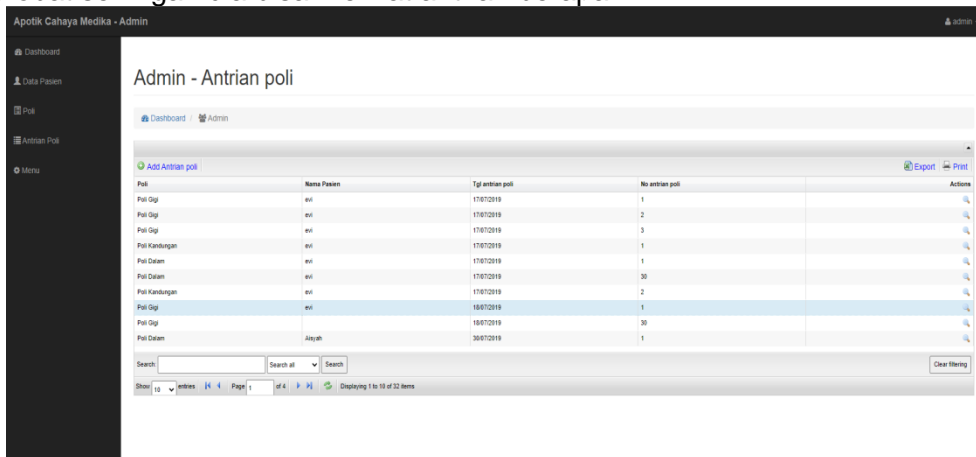 Apotik Cahaya Medika - Admin admin
Dashboard
Data Pasien
Poli
Antrian Poli
Menu
Admin - Antrian poli
Dashboard / Admin
Add Antrian poli Export Print
Poli Nama Pasien Tgl antrian poli No antrian poli Actions
Poli Gigi evi 17/07/2019 1
Poli Gigi evi 17/07/2019 2
Poli Gigi evi 17/07/2019 3
Poli Kandungan evi 17/07/2019 1
Poli Dalam evi 17/07/2019 1
Poli Dalam evi 17/07/2019 30
Poli Kandungan evi 17/07/2019 2
Poli Gigi evi 18/07/2019 1
Poli Gigi 18/07/2019 30
Poli Dalam Aisyah 30/07/2019 1
Search: Search all Search Clear filtering
Show 10 entries Page 1 of 4 Displaying 1 to 10 of 32 items